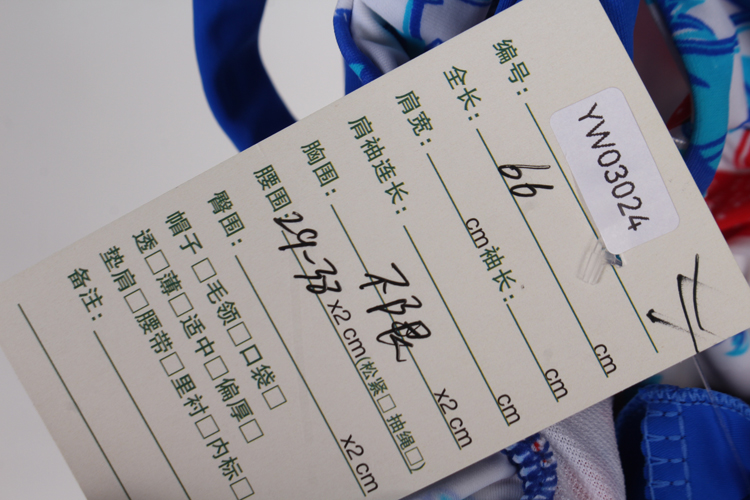 编号: YW03024
全长: 66 cm
肩宽: cm 袖长: cm
肩袖连长: cm
胸围: 不限 x2 cm
腰围: 29-33 x2 cm(松紧□ 抽绳□)
臀围: x2 cm
帽子□毛领□口袋□
透□薄□适中□偏厚□
垫肩□腰带□里衬□内标□
备注: